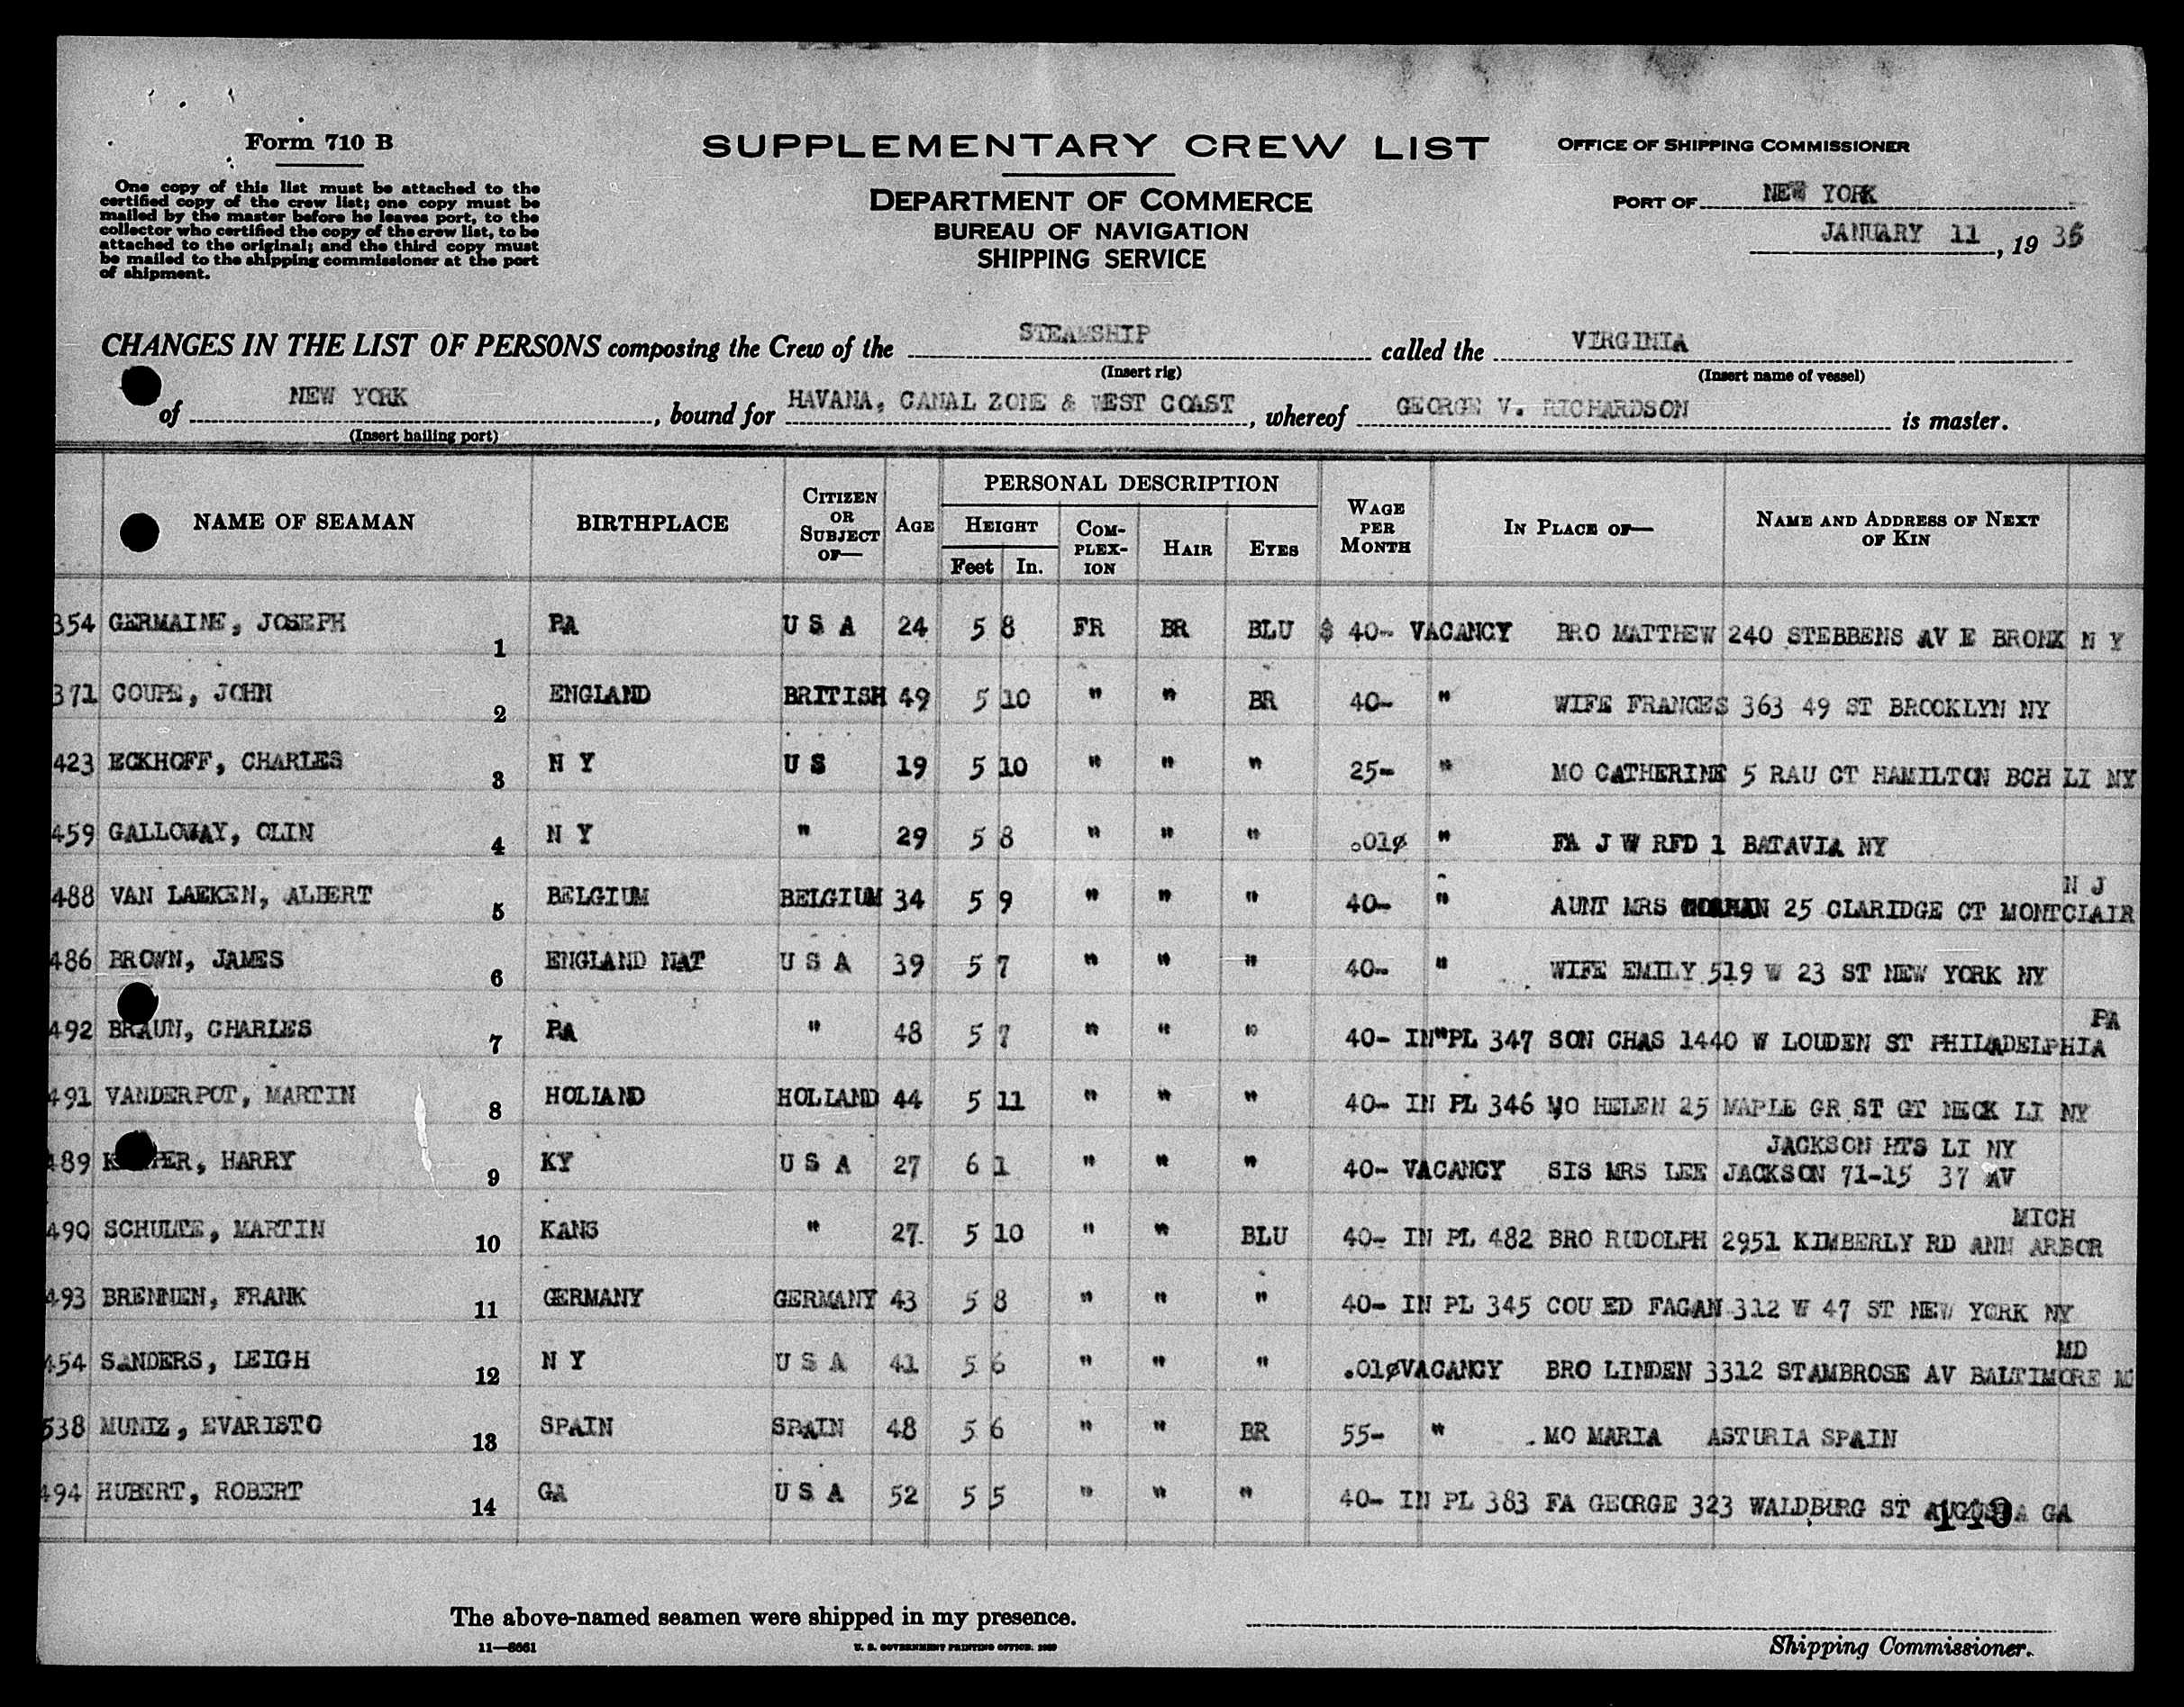 Form 710 B
One copy of this list must be attached to the
certified copy of the crew list; one copy must be
mailed by the master before he leaves port, to the
collector who certified the copy of the crew list, to be
attached to the original; and the third copy must
be mailed to the shipping commissioner at the port
of shipment.
SUPPLEMENTARY CREW LIST
DEPARTMENT OF COMMERCE
BUREAU OF NAVIGATION
SHIPPING SERVICE
OFFICE OF SHIPPING COMMISSIONER
PORT OF NEW YORK
JANUARY 11, 19 36
CHANGES IN THE LIST OF PERSONS composing the Crew of the STEAMSHIP called the VIRGINIA
(Insert rig) (Insert name of vessel)
of NEW YORK, bound for HAVANA, CANAL ZONE & WEST COAST, whereof GEORGE V. RICHARDSON is master.
(Insert hailing port)
NAME OF SEAMAN BIRTHPLACE CITIZEN OR SUBJECT OF— AGE PERSONAL DESCRIPTION HEIGHT Feet In. COMPLEXION HAIR EYES WAGE PER MONTH IN PLACE OF— NAME AND ADDRESS OF NEXT OF KIN
354 GERMAINE, JOSEPH 1 PA U S A 24 5 8 FR BR BLU $ 40- VACANCY BRO MATTHEW 240 STEBBENS AV E BRONX N Y
371 COUPE, JOHN 2 ENGLAND BRITISH 49 5 10 " " BR 40- " WIFE FRANCES 363 49 ST BROOKLYN NY
423 ECKHOFF, CHARLES 3 N Y U S 19 5 10 " " " 25- " MO CATHERINE 5 RAU CT HAMILTON BCH LI NY
459 GALLOWAY, OLIN 4 N Y " 29 5 8 " " " .01¢ " FA J W RFD 1 BATAVIA NY
N J
488 VAN LAEKEN, ALBERT 5 BELGIUM BELGIUM 34 5 9 " " " 40- " AUNT MRS 25 CLARIDGE CT MONTCLAIR
486 BROWN, JAMES 6 ENGLAND NAT U S A 39 5 7 " " " 40- " WIFE EMILY 519 W 23 ST NEW YORK NY
PA
492 BRAUN, CHARLES 7 PA " 48 5 7 " " " 40- IN"PL 347 SON CHAS 1440 W LOUDEN ST PHILADELPHIA
491 VANDERPOT, MARTIN 8 HOLLAND HOLLAND 44 5 11 " " " 40- IN PL 346 MO HELEN 25 MAPLE GR ST GT NECK LI NY
JACKSON HTS LI NY
489 HARRY 9 KY U S A 27 6 1 " " " 40- VACANCY SIS MRS LEE JACKSON 71-15 37 AV
MICH
490 SCHULTE, MARTIN 10 KANS " 27 5 10 " " BLU 40- IN PL 482 BRO RUDOLPH 2951 KIMBERLY RD ANN ARBOR
493 BRENNEN, FRANK 11 GERMANY GERMANY 43 5 8 " " " 40- IN PL 345 COU ED FAGAN 312 W 47 ST NEW YORK NY
MD
454 SANDERS, LEIGH 12 N Y U S A 41 5 6 " " " .01¢ VACANCY BRO LINDEN 3312 STAMBROSE AV BALTIMORE
538 MUNIZ, EVARISTO 13 SPAIN SPAIN 48 5 6 " " BR 55- " MO MARIA ASTURIA SPAIN
494 HUBERT, ROBERT 14 GA U S A 52 5 5 " " " 40- IN PL 383 FA GEORGE 323 WALDBURG ST AUGUSTA GA
The above-named seamen were shipped in my presence.
11—8661 U. S. GOVERNMENT PRINTING OFFICE:
Shipping Commissioner.